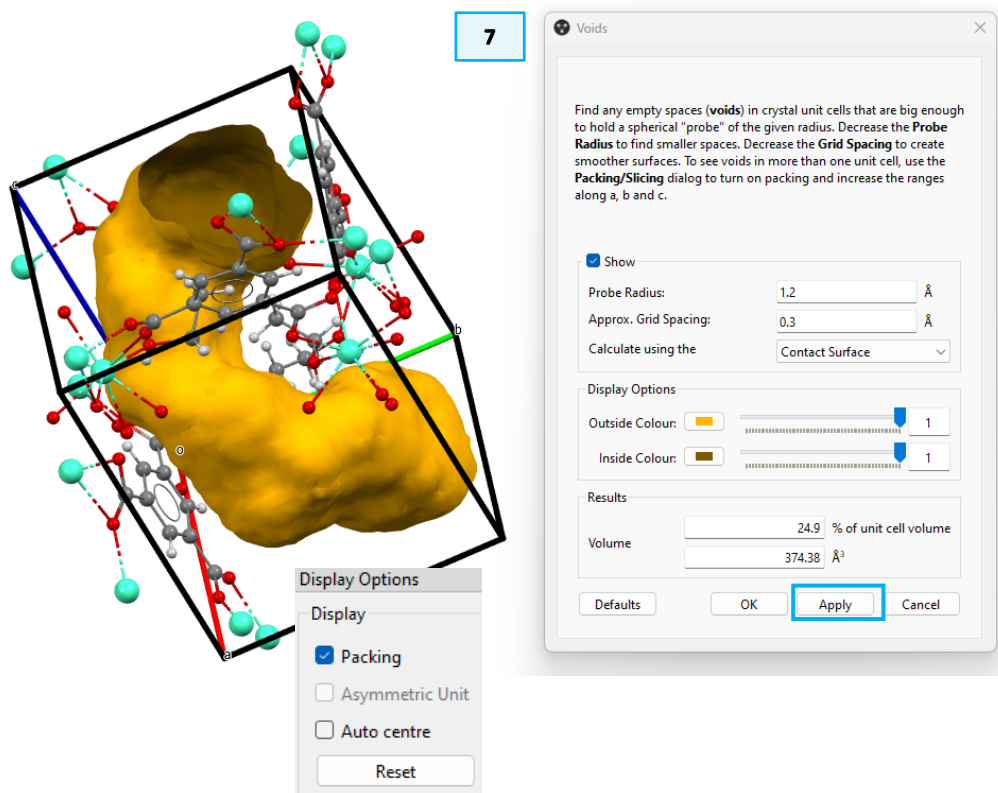 7
c
b
o
a
Display Options
Display
Packing
Asymmetric Unit
Auto centre
Reset
Voids
Find any empty spaces (voids) in crystal unit cells that are big enough
to hold a spherical "probe" of the given radius. Decrease the Probe
Radius to find smaller spaces. Decrease the Grid Spacing to create
smoother surfaces. To see voids in more than one unit cell, use the
Packing/Slicing dialog to turn on packing and increase the ranges
along a, b and c.
Show
Probe Radius: 1.2 Å
Approx. Grid Spacing: 0.3 Å
Calculate using the Contact Surface
Display Options
Outside Colour: 1
Inside Colour: 1
Results
Volume
24.9 % of unit cell volume
374.38 Å³
Defaults OK Apply Cancel